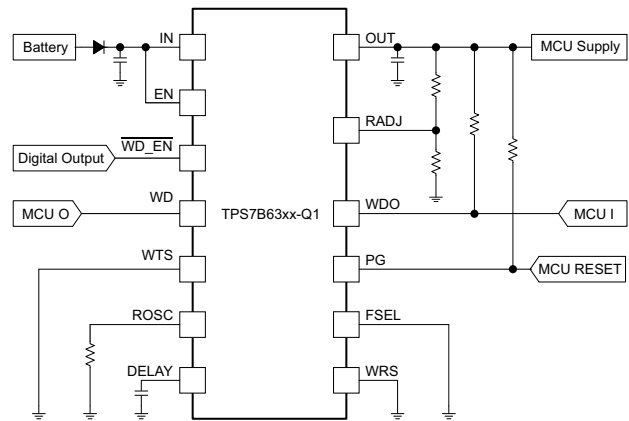 Battery
IN
OUT
MCU Supply
EN
RADJ
Digital Output
WD_EN
MCU O
WD
TPS7B63xx-Q1
WDO
MCU I
WTS
PG
MCU RESET
ROSC
FSEL
DELAY
WRS